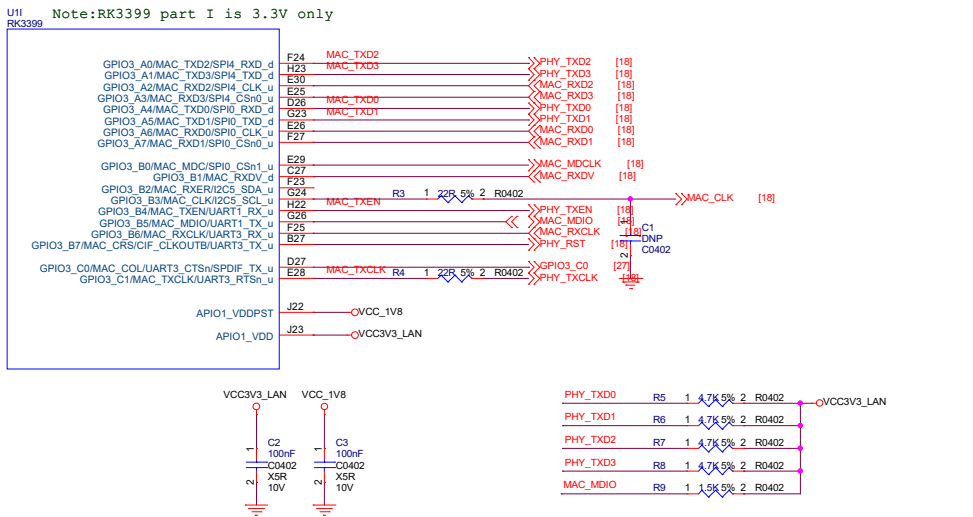 U1I Note:RK3399 part I is 3.3V only
RK3399
GPIO3_A0/MAC_TXD2/SPI4_RXD_d F24 MAC_TXD2 PHY_TXD2 [18]
GPIO3_A1/MAC_TXD3/SPI4_TXD_d H23 MAC_TXD3 PHY_TXD3 [18]
GPIO3_A2/MAC_RXD2/SPI4_CLK_u E30 MAC_RXD2 [18]
GPIO3_A3/MAC_RXD3/SPI4_CSn0_u E25 MAC_RXD3 [18]
GPIO3_A4/MAC_TXD0/SPI0_RXD_d D26 MAC_TXD0 PHY_TXD0 [18]
GPIO3_A5/MAC_TXD1/SPI0_TXD_d G23 MAC_TXD1 PHY_TXD1 [18]
GPIO3_A6/MAC_RXD0/SPI0_CLK_u E26 MAC_RXD0 [18]
GPIO3_A7/MAC_RXD1/SPI0_CSn0_u F27 MAC_RXD1 [18]
GPIO3_B0/MAC_MDC/SPI0_CSn1_u E29 MAC_MDCLK [18]
GPIO3_B1/MAC_RXDV_d C27 MAC_RXDV [18]
GPIO3_B2/MAC_RXER/I2C5_SDA_u F23
GPIO3_B3/MAC_CLK/I2C5_SCL_u G24 R3 1 22R 5% 2 R0402 MAC_CLK [18]
GPIO3_B4/MAC_TXEN/UART1_RX_u H22 MAC_TXEN PHY_TXEN [18]
GPIO3_B5/MAC_MDIO/UART1_TX_u G26 MAC_MDIO [18]
GPIO3_B6/MAC_RXCLK/UART3_RX_u F25 MAC_RXCLK [18]
GPIO3_B7/MAC_CRS/CIF_CLKOUTB/UART3_TX_u B27 PHY_RST [18]
1 C1
DNP
2 C0402
GPIO3_C0/MAC_COL/UART3_CTSn/SPDIF_TX_u D27 GPIO3_C0 [27]
GPIO3_C1/MAC_TXCLK/UART3_RTSn_u E28 MAC_TXCLK R4 1 22R 5% 2 R0402 PHY_TXCLK [18]
APIO1_VDDPST J22 VCC_1V8
APIO1_VDD J23 VCC3V3_LAN
VCC3V3_LAN VCC_1V8
1 C2 1 C3
100nF 100nF
C0402 C0402
2 X5R 2 X5R
10V 10V
PHY_TXD0 R5 1 4.7K 5% 2 R0402 VCC3V3_LAN
PHY_TXD1 R6 1 4.7K 5% 2 R0402
PHY_TXD2 R7 1 4.7K 5% 2 R0402
PHY_TXD3 R8 1 4.7K 5% 2 R0402
MAC_MDIO R9 1 1.5K 5% 2 R0402